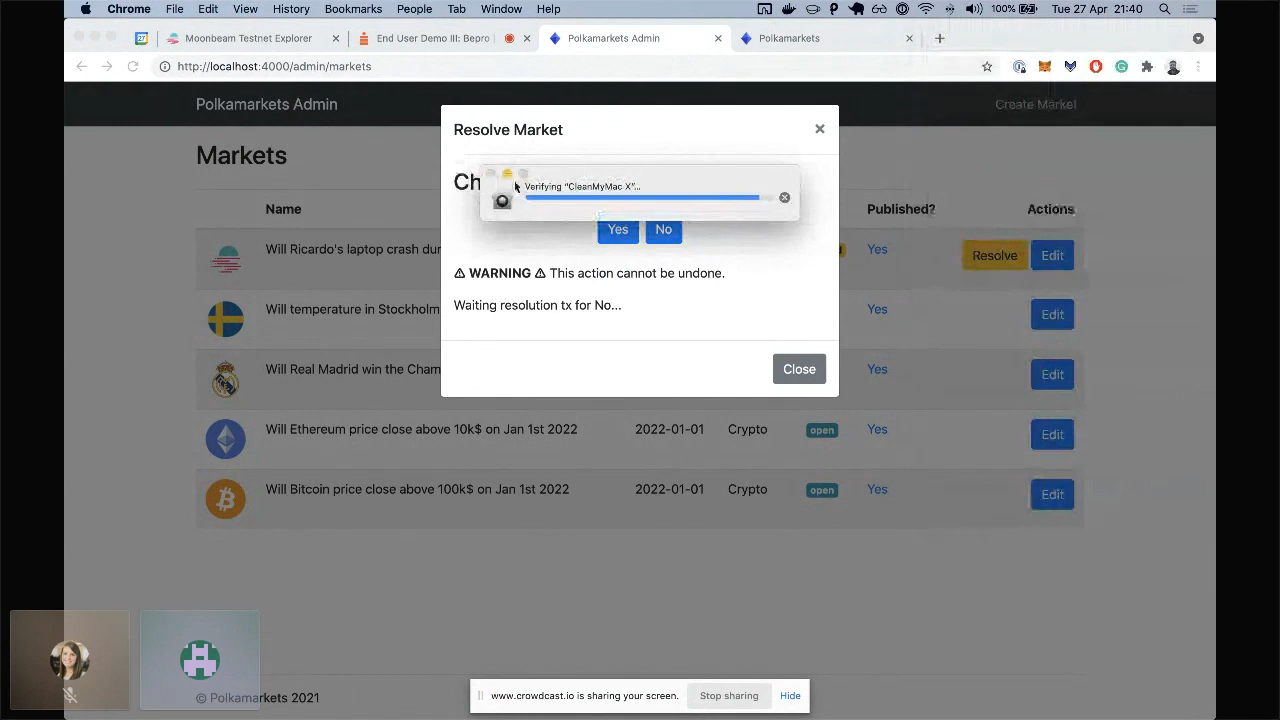 Chrome File Edit View History Bookmarks People Tab Window Help 100% Tue 27 Apr 21:40
27 Moonbeam Testnet Explorer End User Demo III: Bepro Polkamarkets Admin Polkamarkets
http://localhost:4000/admin/markets
Polkamarkets Admin Create Market
Resolve Market
Markets
Ch
Verifying “CleanMyMac X”...
Name Published? Actions
Yes No
Will Ricardo's laptop crash dur Yes Resolve Edit
⚠ WARNING ⚠ This action cannot be undone.
Waiting resolution tx for No...
Will temperature in Stockholm Yes Edit
Will Real Madrid win the Cham Yes Edit
Close
Will Ethereum price close above 10k$ on Jan 1st 2022 2022-01-01 Crypto open Yes Edit
Will Bitcoin price close above 100k$ on Jan 1st 2022 2022-01-01 Crypto open Yes Edit
www.crowdcast.io is sharing your screen. Stop sharing Hide
© Polkamarkets 2021